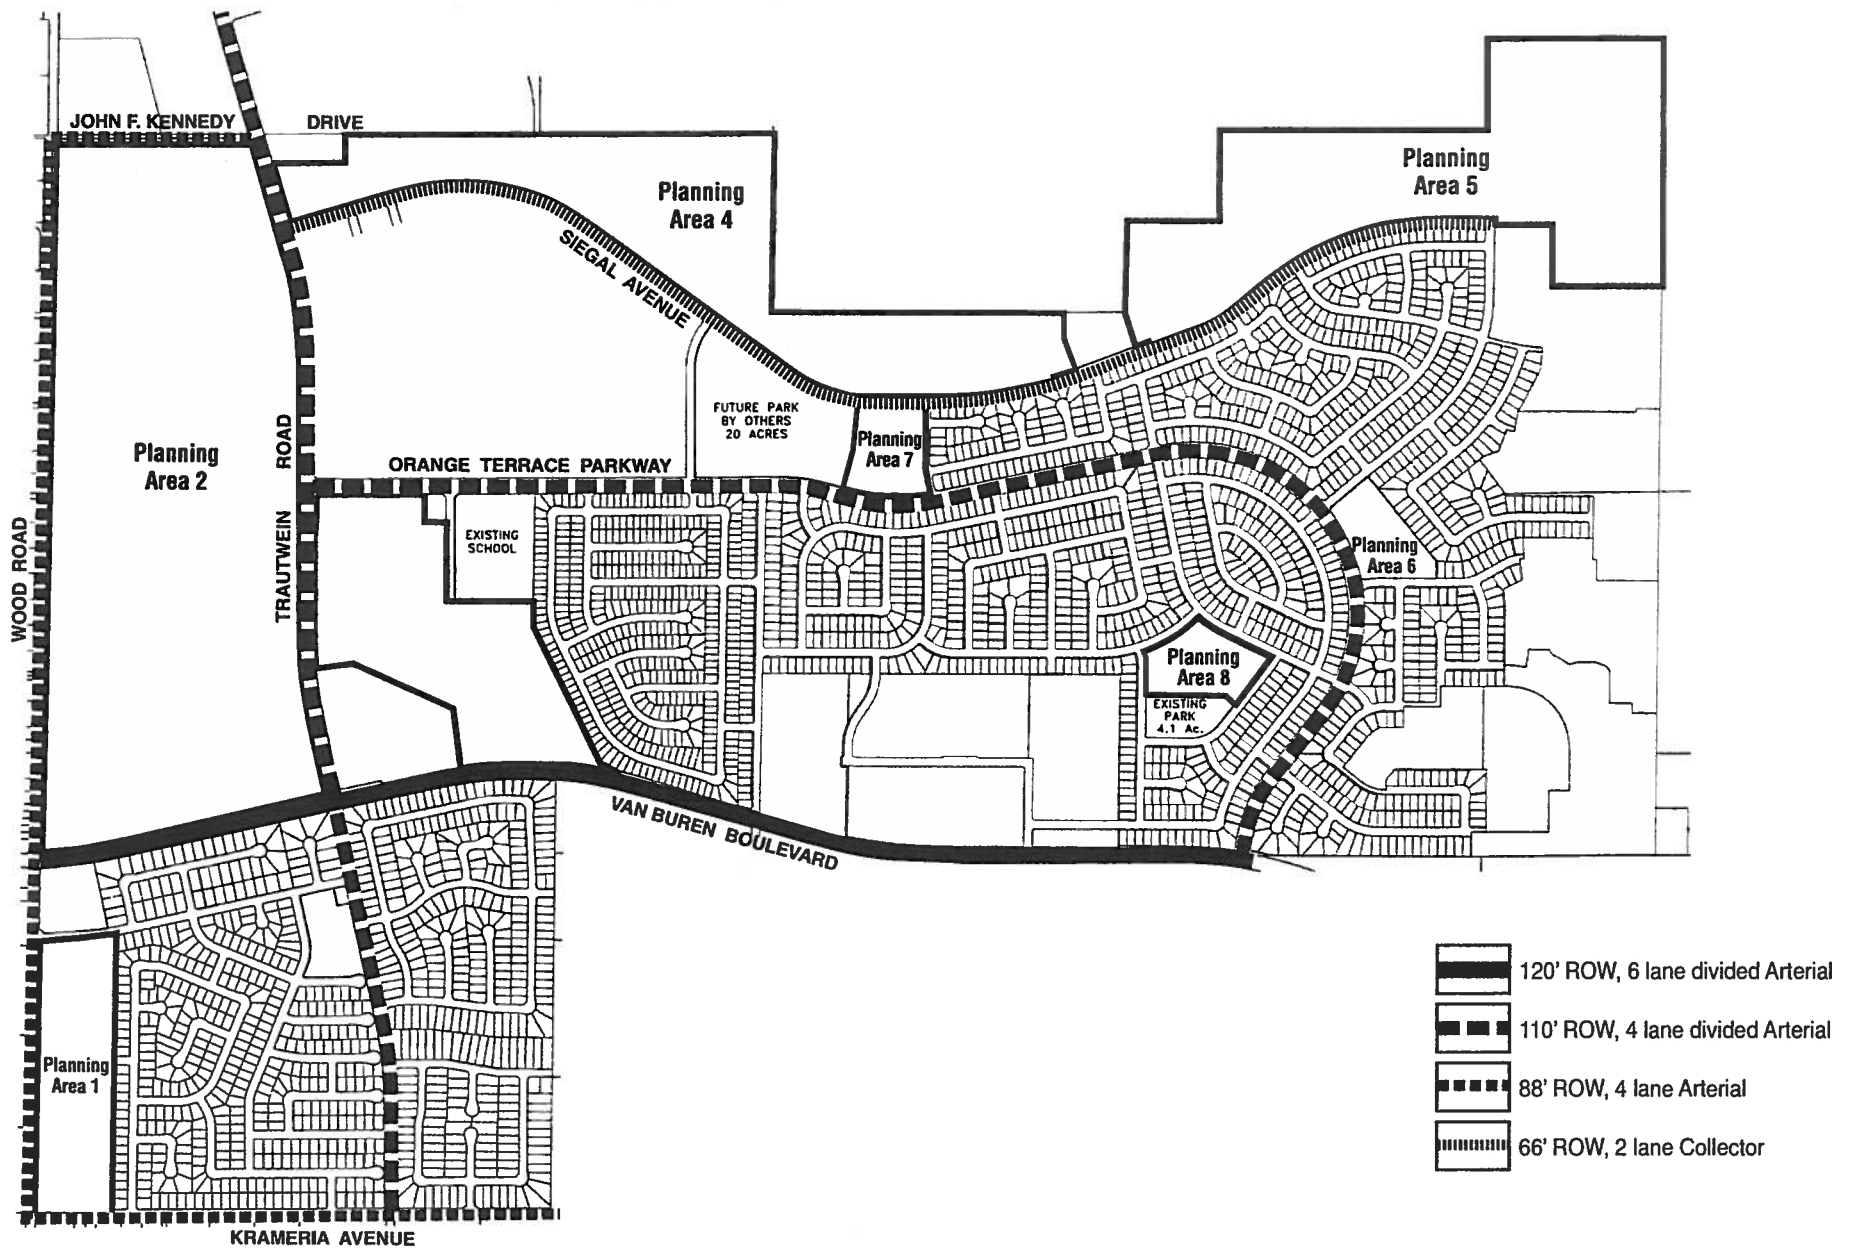 JOHN F. KENNEDY DRIVE
Planning
Area 5
Planning
Area 4
SIEGAL AVENUE
FUTURE PARK
BY OTHERS
20 ACRES
Planning
Area 7
TRAUTWEIN ROAD
Planning
Area 2
ORANGE TERRACE PARKWAY
WOOD ROAD
EXISTING
SCHOOL
Planning
Area 6
Planning
Area 8
EXISTING
PARK
4.1 Ac.
VAN BUREN BOULEVARD
120' ROW, 6 lane divided Arterial
110' ROW, 4 lane divided Arterial
88' ROW, 4 lane Arterial
66' ROW, 2 lane Collector
Planning
Area 1
KRAMERIA AVENUE